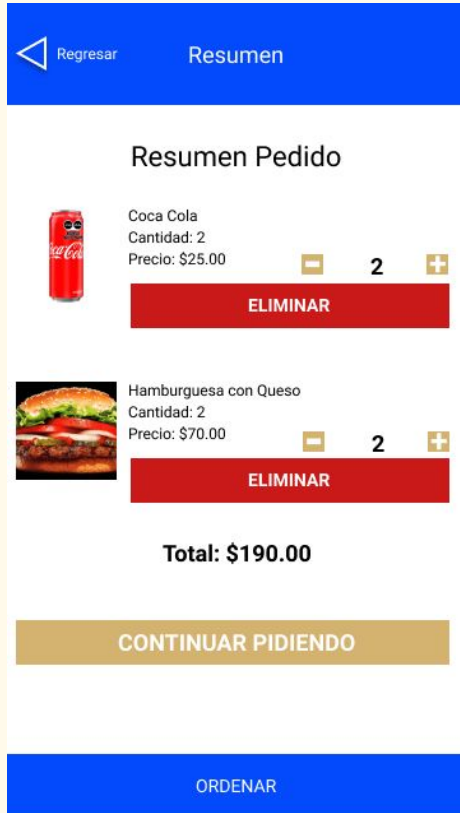 Regresar
Resumen
Resumen Pedido
Coca Cola
Cantidad: 2
Precio: $25.00
2
ELIMINAR
Hamburguesa con Queso
Cantidad: 2
Precio: $70.00
2
ELIMINAR
Total: $190.00
CONTINUAR PIDIENDO
ORDENAR